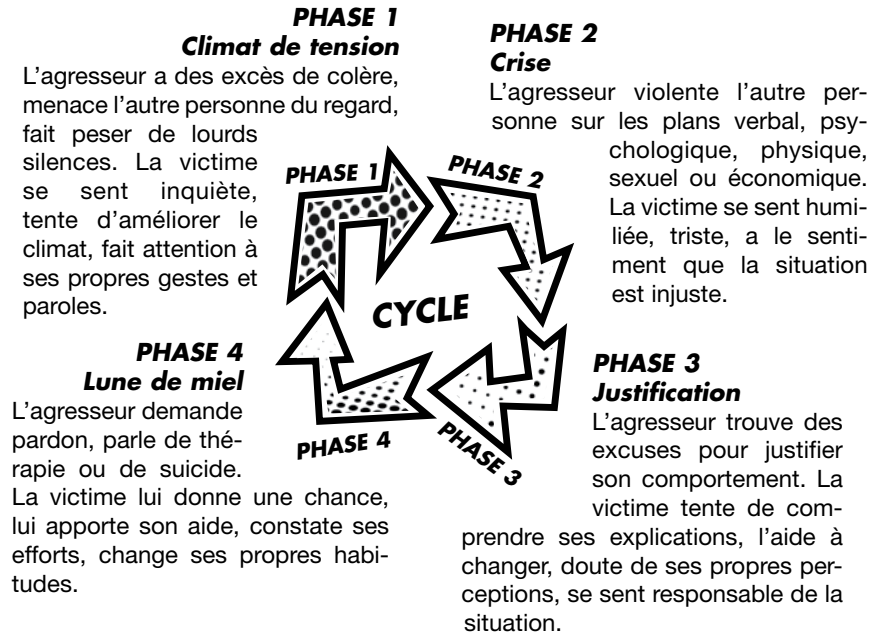 PHASE 1
Climat de tension
L'agresseur a des excès de colère,
menace l'autre personne du regard,
fait peser de lourds
silences. La victime
se sent inquiète,
tente d'améliorer le
climat, fait attention à
ses propres gestes et
paroles.
PHASE 2
Crise
L'agresseur violente l'autre per-
sonne sur les plans verbal, psy-
chologique, physique,
sexuel ou économique.
La victime se sent humi-
liée, triste, a le senti-
ment que la situation
est injuste.
PHASE 1
PHASE 2
CYCLE
PHASE 3
PHASE 4
PHASE 3
Justification
L'agresseur trouve des
excuses pour justifier
son comportement. La
victime tente de com-
prendre ses explications, l'aide à
changer, doute de ses propres per-
ceptions, se sent responsable de la
situation.
PHASE 4
Lune de miel
L'agresseur demande
pardon, parle de thé-
rapie ou de suicide.
La victime lui donne une chance,
lui apporte son aide, constate ses
efforts, change ses propres habi-
tudes.